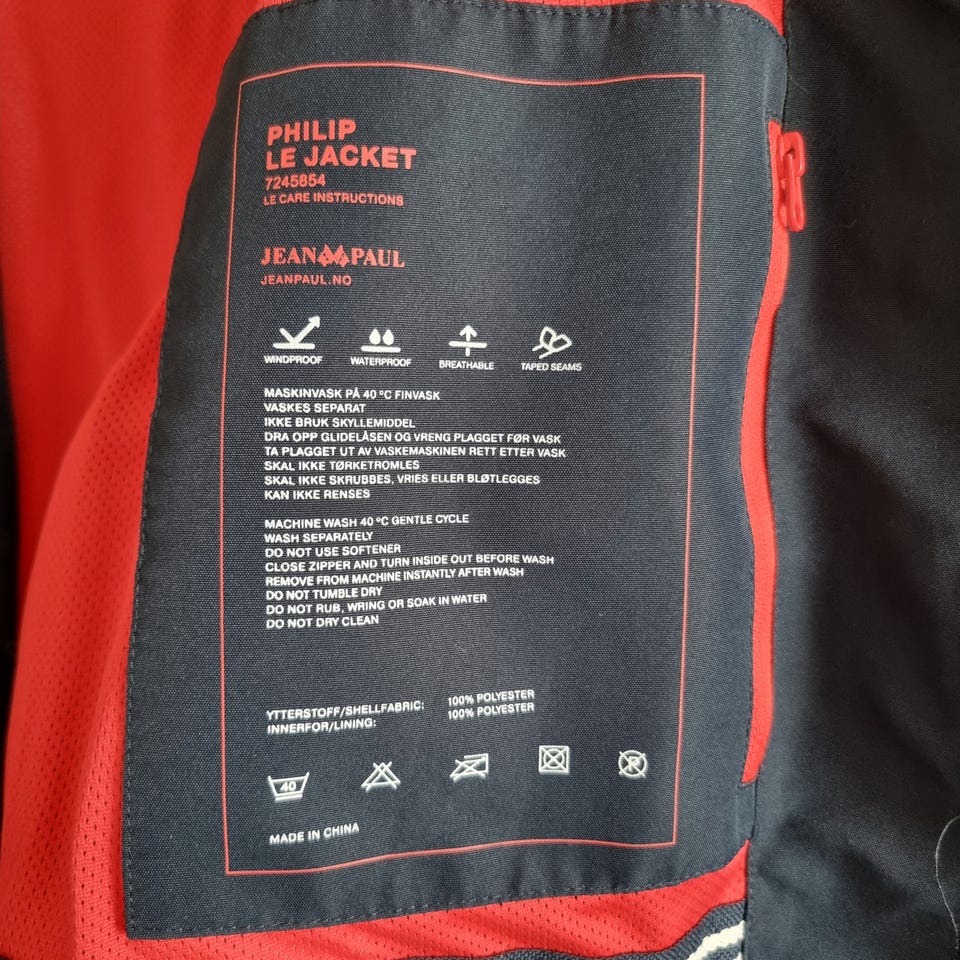 PHILIP
LE JACKET
7245854
LE CARE INSTRUCTIONS
JEAN PAUL
JEANPAUL.NO
WINDPROOF WATERPROOF BREATHABLE TAPED SEAMS
MASKINVASK PÅ 40 °C FINVASK
VASKES SEPARAT
IKKE BRUK SKYLLEMIDDEL
DRA OPP GLIDELÅSEN OG VRENG PLAGGET FØR VASK
TA PLAGGET UT AV VASKEMASKINEN RETT ETTER VASK
SKAL IKKE TØRKETROMLES
SKAL IKKE SKRUBBES, VRIES ELLER BLØTLEGGES
KAN IKKE RENSES
MACHINE WASH 40 °C GENTLE CYCLE
WASH SEPARATELY
DO NOT USE SOFTENER
CLOSE ZIPPER AND TURN INSIDE OUT BEFORE WASH
REMOVE FROM MACHINE INSTANTLY AFTER WASH
DO NOT TUMBLE DRY
DO NOT RUB, WRING OR SOAK IN WATER
DO NOT DRY CLEAN
YTTERSTOFF/SHELLFABRIC: 100% POLYESTER
INNERFOR/LINING: 100% POLYESTER
40 P
MADE IN CHINA